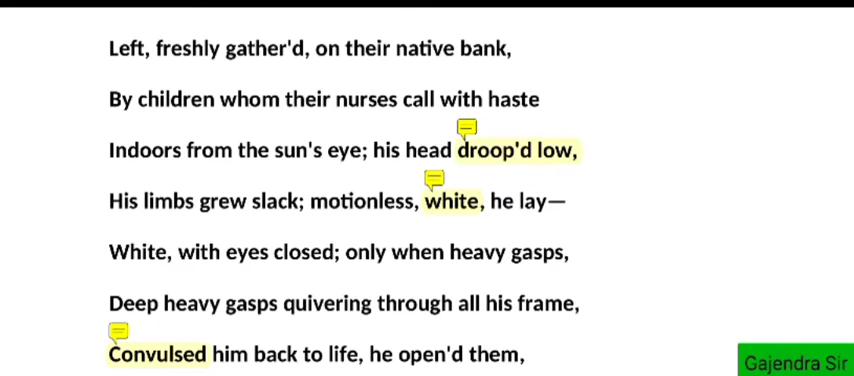 Left, freshly gather'd, on their native bank,
By children whom their nurses call with haste
Indoors from the sun's eye; his head droop'd low,
His limbs grew slack; motionless, white, he lay—
White, with eyes closed; only when heavy gasps,
Deep heavy gasps quivering through all his frame,
Convulsed him back to life, he open'd them,
Gajendra Sir